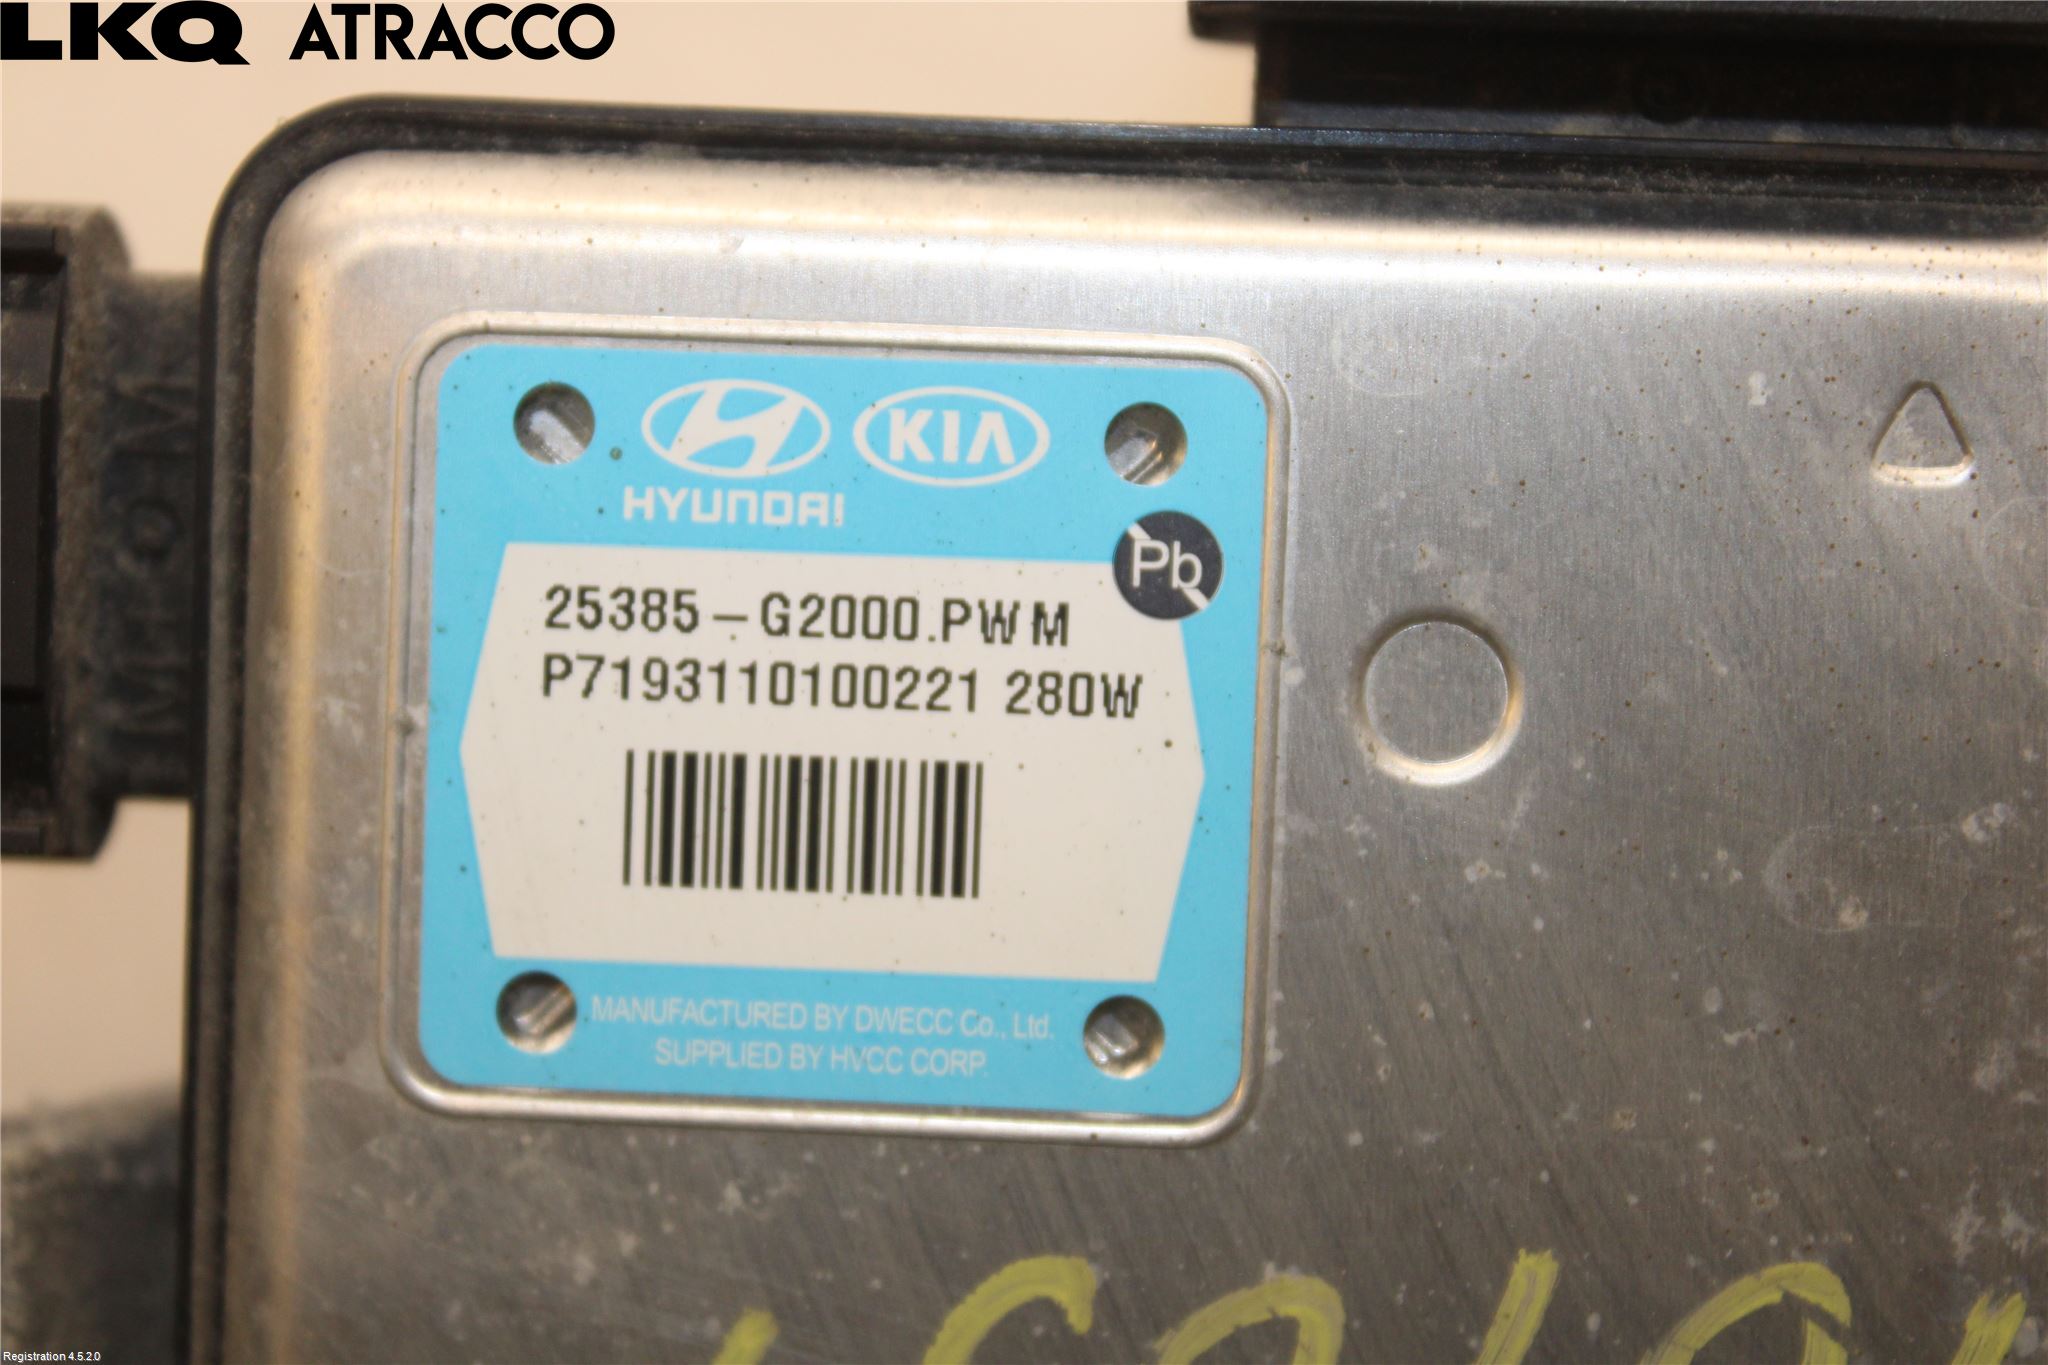 LKQ ATRACCO
HYUNDAI
KIA
Pb
25385-G2000.PWM
P7193110100221 280W
MANUFACTURED BY DWECC Co., Ltd.
SUPPLIED BY HVCC CORP.
Registration 4.5.2.0